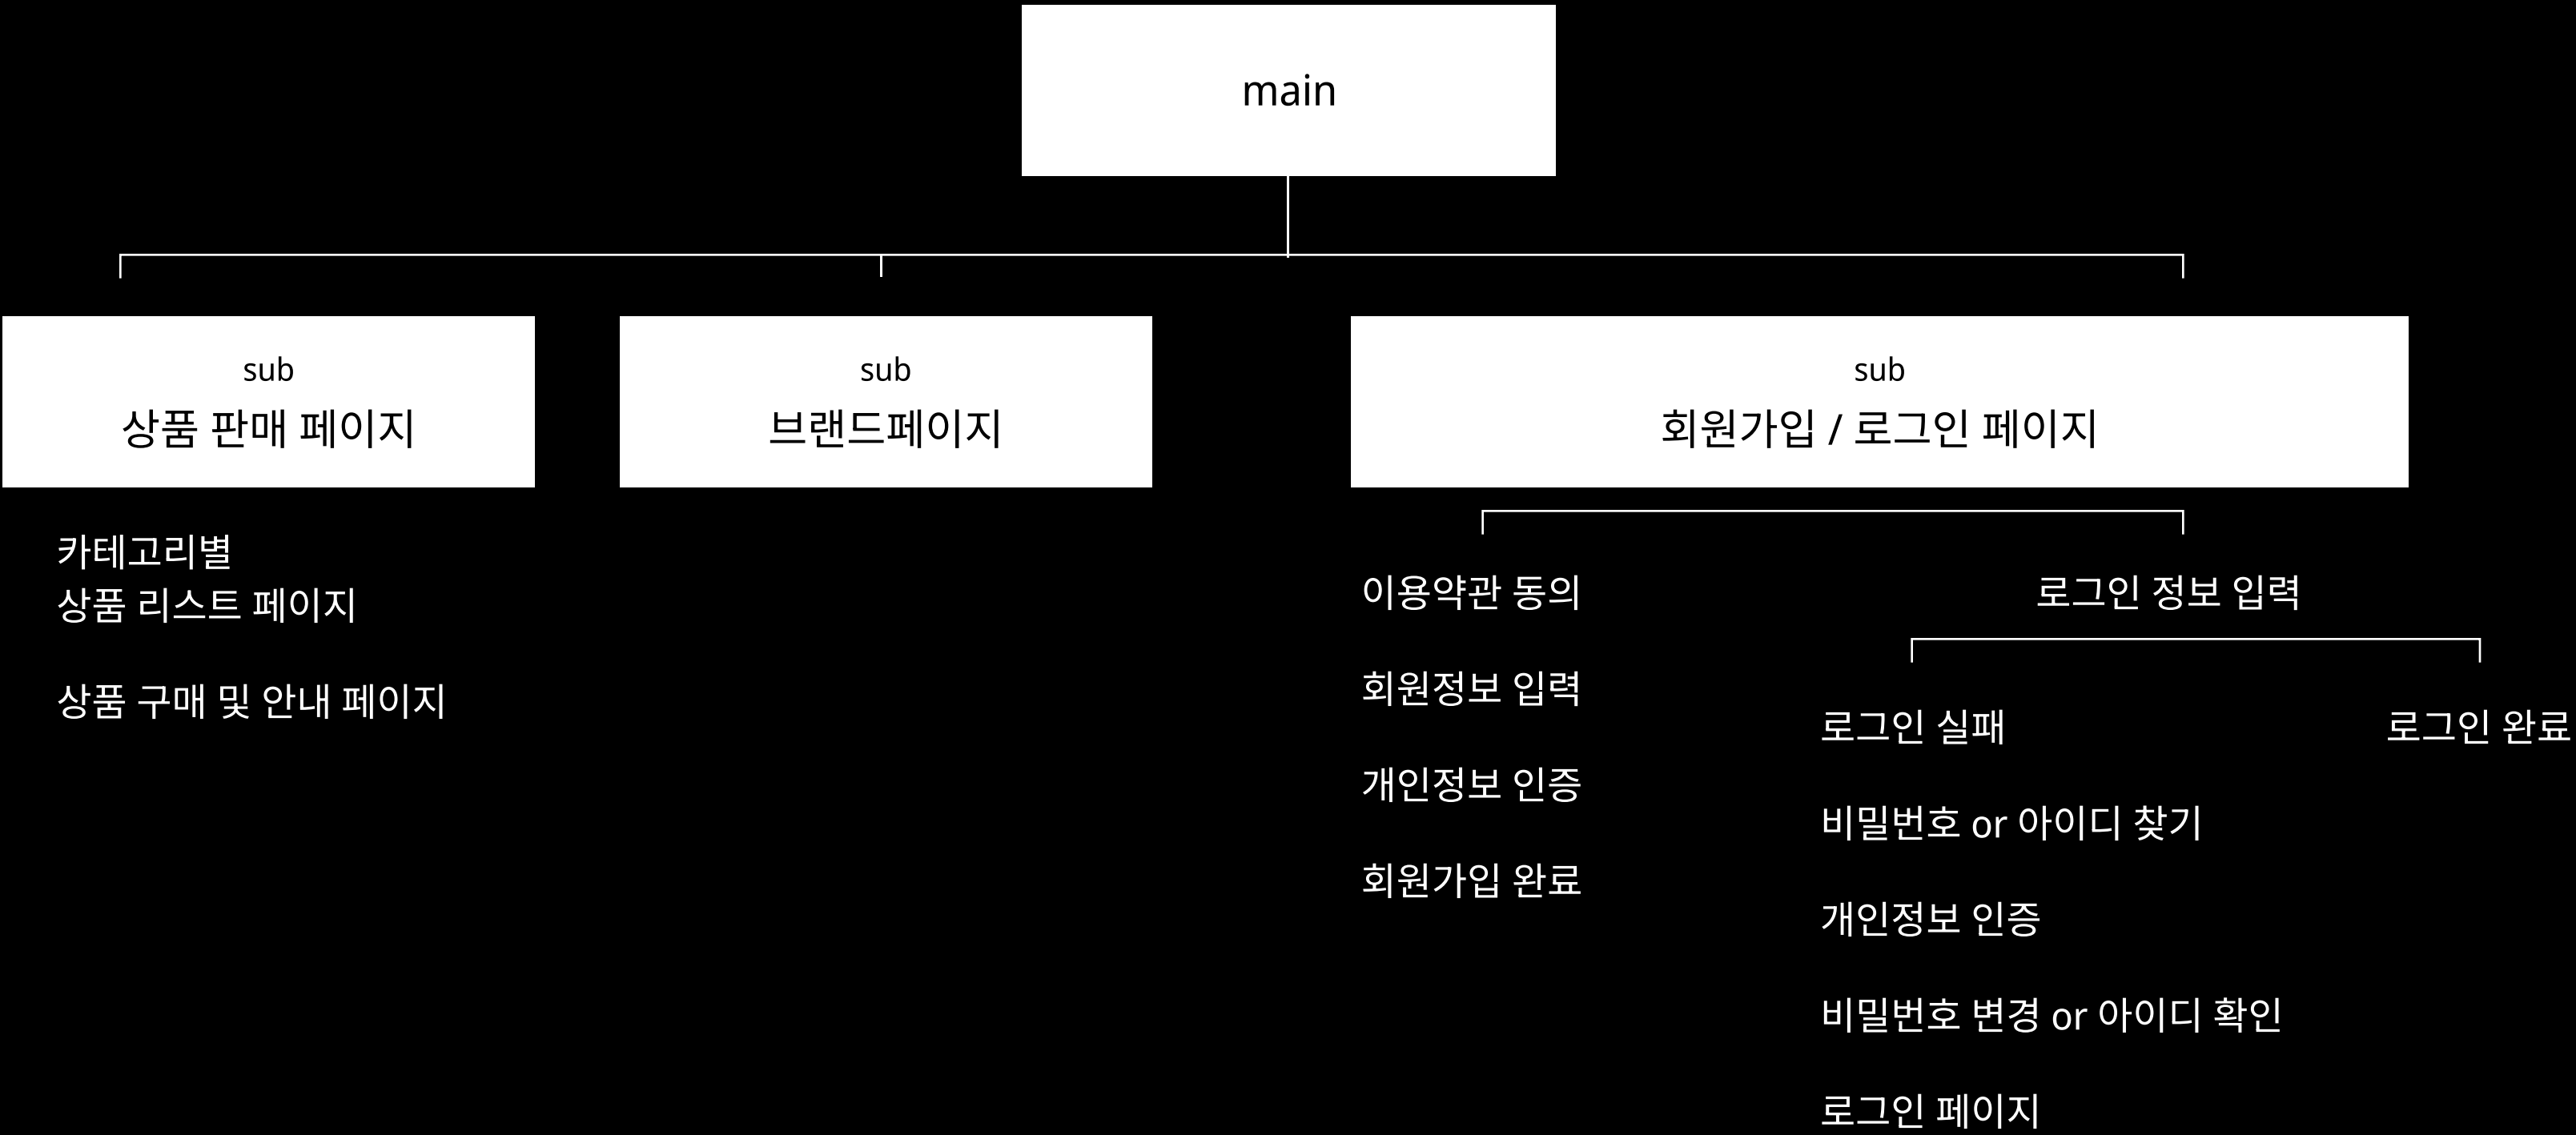 main
sub
상품 판매 페이지
sub
브랜드페이지
sub
회원가입 / 로그인 페이지
카테고리별
상품 리스트 페이지
상품 구매 및 안내 페이지
이용약관 동의
회원정보 입력
개인정보 인증
회원가입 완료
로그인 정보 입력
로그인 실패
비밀번호 or 아이디 찾기
개인정보 인증
비밀번호 변경 or 아이디 확인
로그인 페이지
로그인 완료